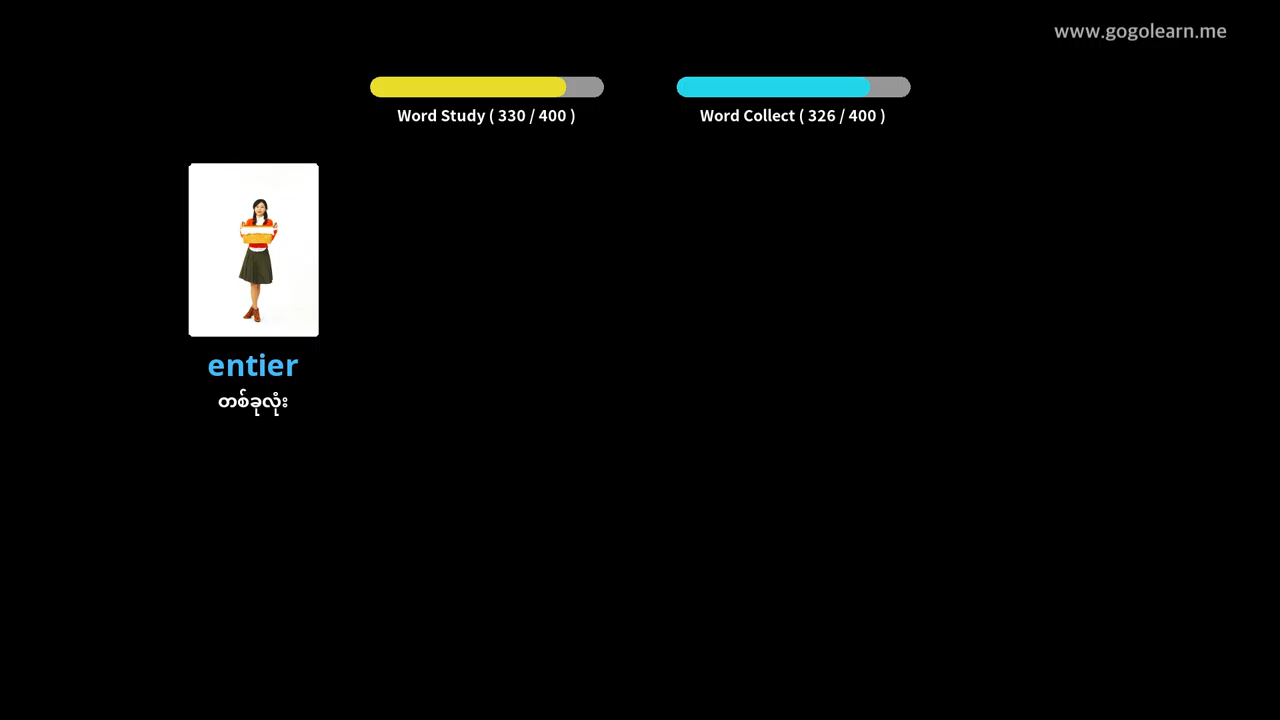 www.gogolearn.me
Word Study ( 330 / 400 )
Word Collect ( 326 / 400 )
entier
တစ်ခုလုံး